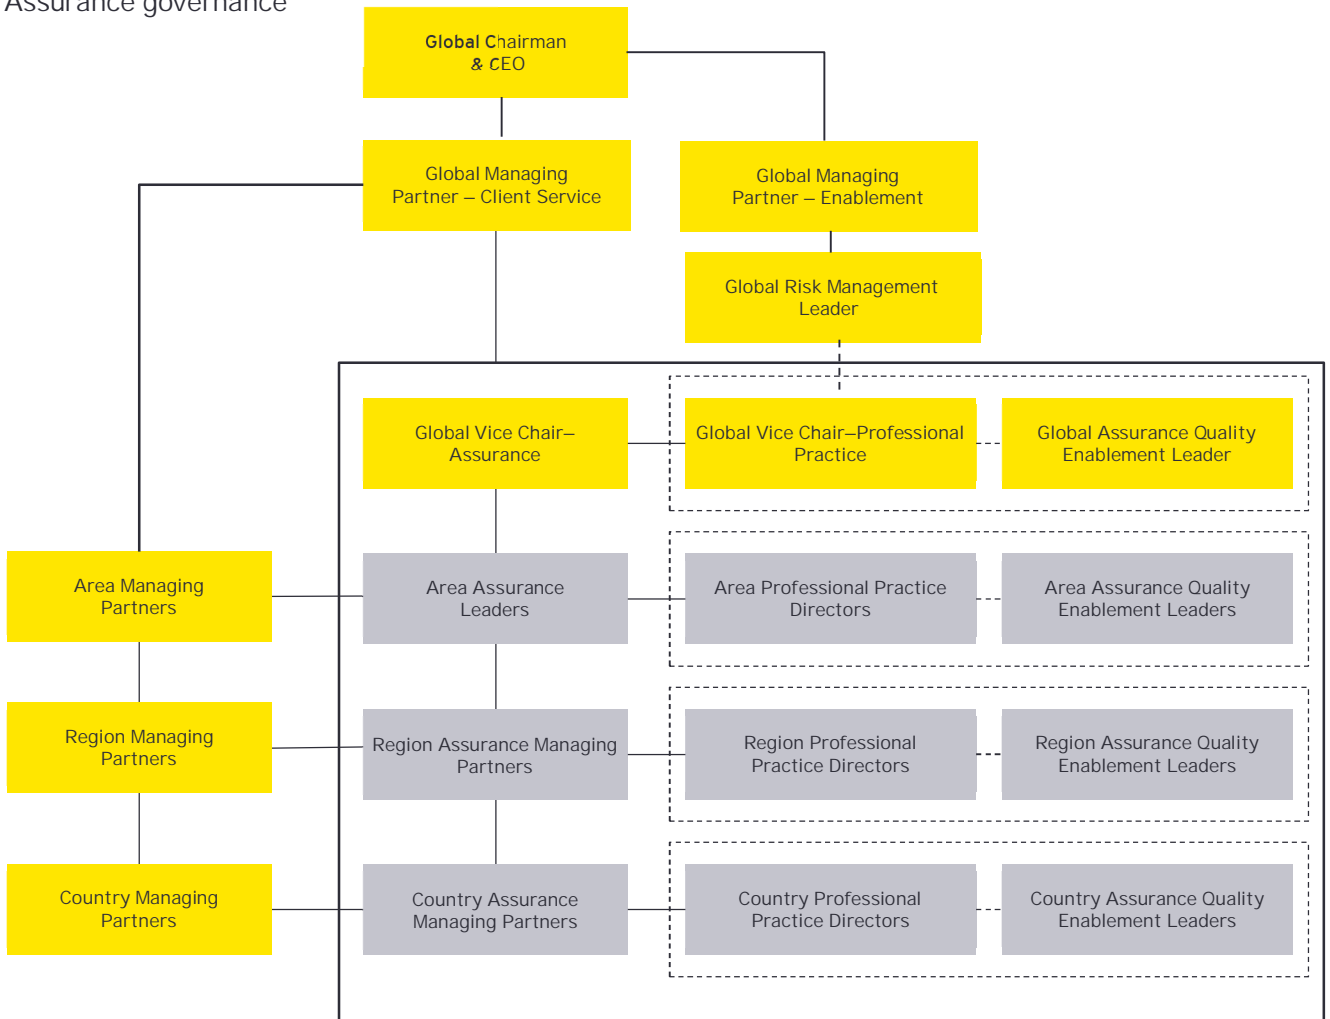 Assurance governance
Global Chairman
& CEO
Global Managing
Partner – Client Service
Global Managing
Partner – Enablement
Global Risk Management
Leader
Global Vice Chair–
Assurance
Global Vice Chair–Professional
Practice
Global Assurance Quality
Enablement Leader
Area Managing
Partners
Area Assurance
Leaders
Area Professional Practice
Directors
Area Assurance Quality
Enablement Leaders
Region Managing
Partners
Region Assurance Managing
Partners
Region Professional
Practice Directors
Region Assurance Quality
Enablement Leaders
Country Managing
Partners
Country Assurance
Managing Partners
Country Professional
Practice Directors
Country Assurance Quality
Enablement Leaders